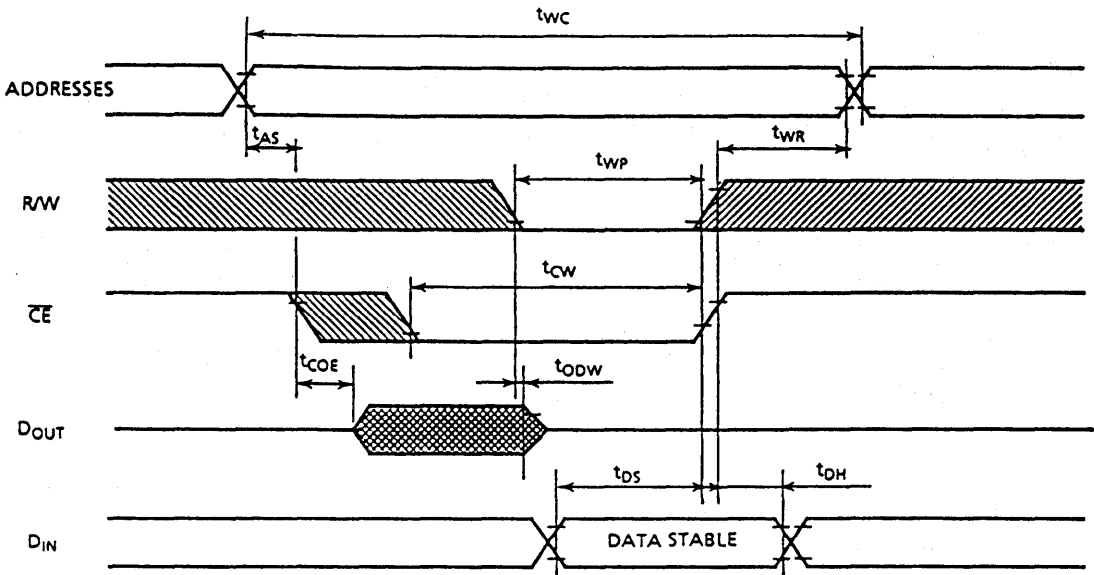 tWC
ADDRESSES
tAS
tWR
tWP
R/W
tCW
CE
tCOE
tODW
DOUT
tDS
tDH
DIN
DATA STABLE